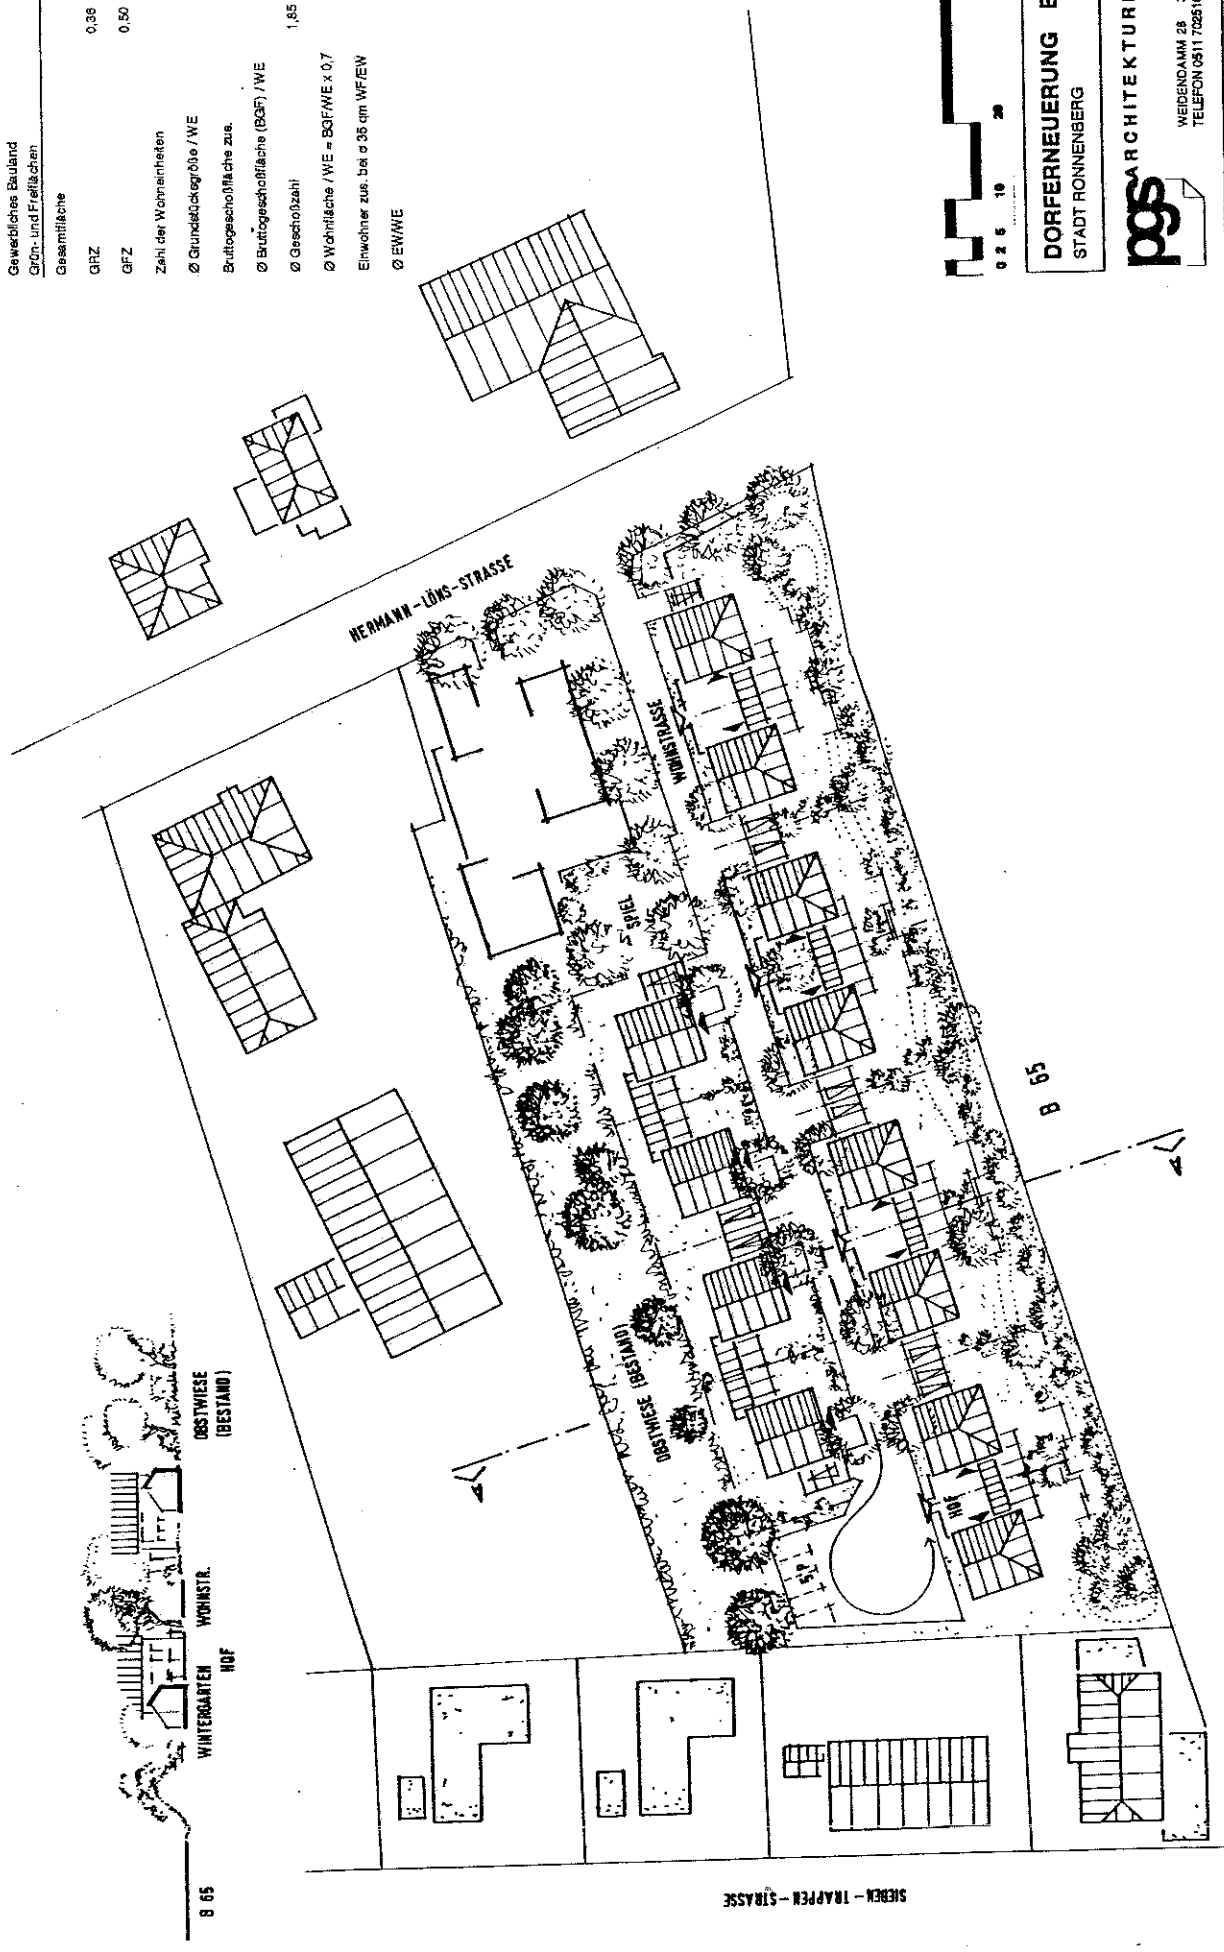 Gewerbliches Bauland
Grün- und Freiflächen
Gesamtfläche
GRZ 0,36
GFZ 0,50
Zahl der Wohneinheiten
Ø Grundstücksgröße / WE
Bruttogeschoßfläche zus.
Ø Bruttogeschoßfläche (BGF) / WE
Ø Geschoßzahl 1,85
Ø Wohnfläche / WE = BGF/WE x 0,7
Einwohner zus. bei σ 35 qm WF/EW
Ø EW/WE
0 2 5 10 20
DORFERNEUERUNG
STADT RONNENBERG
pgs ARCHITEKTUR
WEIDENDAMM 28
TELEFON 0511 702510
B 65
WINTERGARTEN
HOF
WOHNSTR.
OBSTWIESE
(BESTAND)
HERMANN-LÖNS-STRASSE
WOHNSTRASSE
SPIEL
OBSTWIESE (BESTAND)
A
A
B 65
HOF
STP
SIEBEN-TRAPPEN-STRASSE